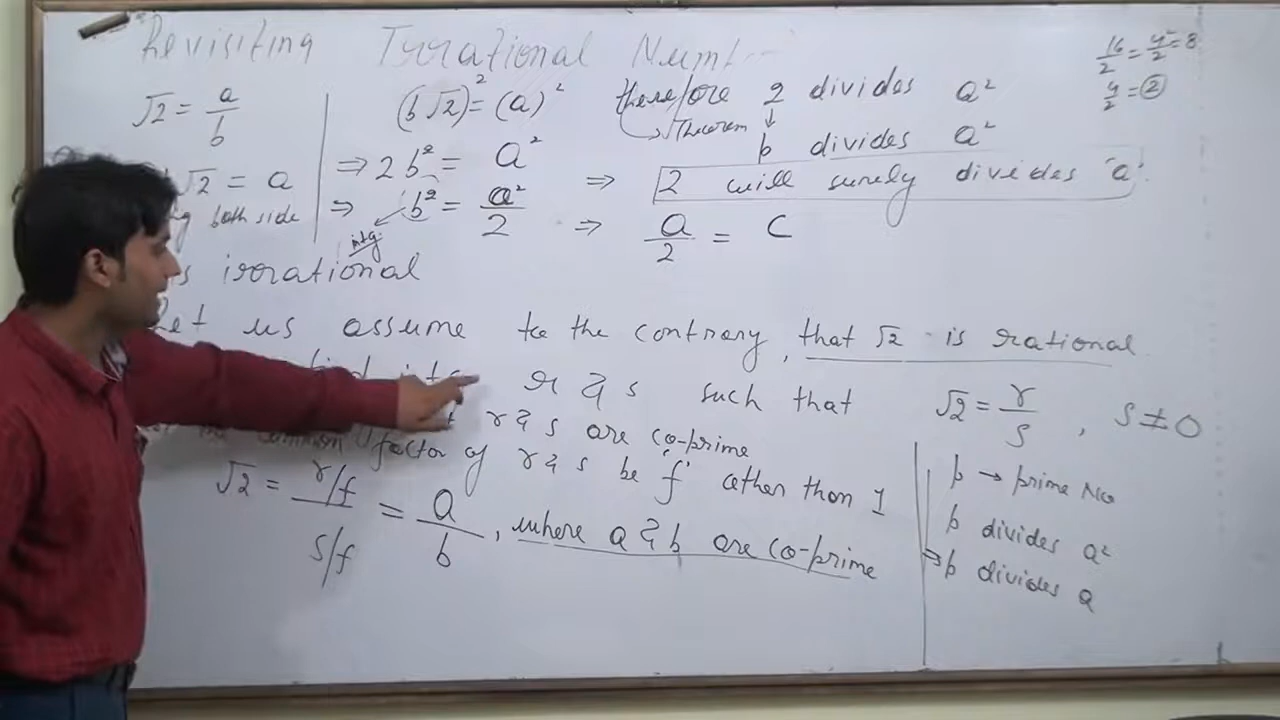 Revisiting Irrational Num
16/2 = 4²/2 = 8
4/2 = 2
√2 = a/b
√2 = a
both side
(b√2)² = (a)²
⇒ 2b² = a²
⇒ b² = a²/2
intg.
therefore 2 divides a²
Theorem
p divides a²
⇒ 2 will surely divides 'a'
⇒ a/2 = c
irrational
Let us assume to the contrary, that √2 is rational
r & s such that √2 = r/s , s ≠ 0
r & s are co-prime
common factor of r & s be 'f' other than 1
√2 = r/f / s/f = a/b , where a & b are co-prime
p → prime No
p divides a²
⇒ p divides a